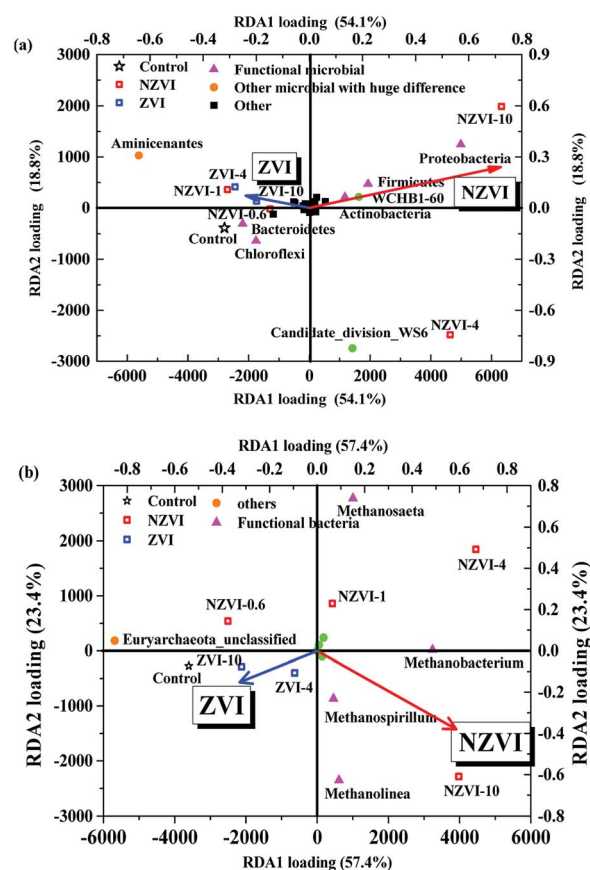 RDA1 loading (54.1%)
(a)
-0.6 -0.4 -0.2 0.0 0.2 0.4 0.6 0.8
Control
NZVI
ZVI
Functional microbial
Other microbial with huge difference
Other
3000 0.9
2000 0.6
1000 0.3
0 0.0
-1000 -0.3
-2000 -0.6
-3000 -0.9
RDA2 loading (18.8%)
RDA2 loading (18.8%)
NZVI-10
Aminicenantes
Proteobacteria
ZVI
ZVI-4
Firmicutes
NZVI-1
ZVI-10
WCHB1-60
NZVI
NZVI-0.6
Actinobacteria
Control
Bacteroidetes
Chloroflexi
Candidate_division_WS6
NZVI-4
-6000 -4000 -2000 0 2000 4000 6000
RDA1 loading (54.1%)
RDA1 loading (57.4%)
(b)
-0.8 -0.6 -0.4 -0.2 0.0 0.2 0.4 0.6 0.8
Control
NZVI
ZVI
others
Functional bacteria
3000 0.8
2000 0.6
1000 0.4
0 0.2
-1000 0.0
-2000 -0.2
-3000 -0.4
-0.6
-0.8
RDA2 loading (23.4%)
RDA2 loading (23.4%)
Methanosaeta
NZVI-4
NZVI-0.6
NZVI-1
Euryarchaeota_unclassified
ZVI-10
Methanobacterium
Control
ZVI-4
ZVI
Methanospirillum
NZVI
Methanolinea
NZVI-10
-6000 -4000 -2000 0 2000 4000 6000
RDA1 loading (57.4%)